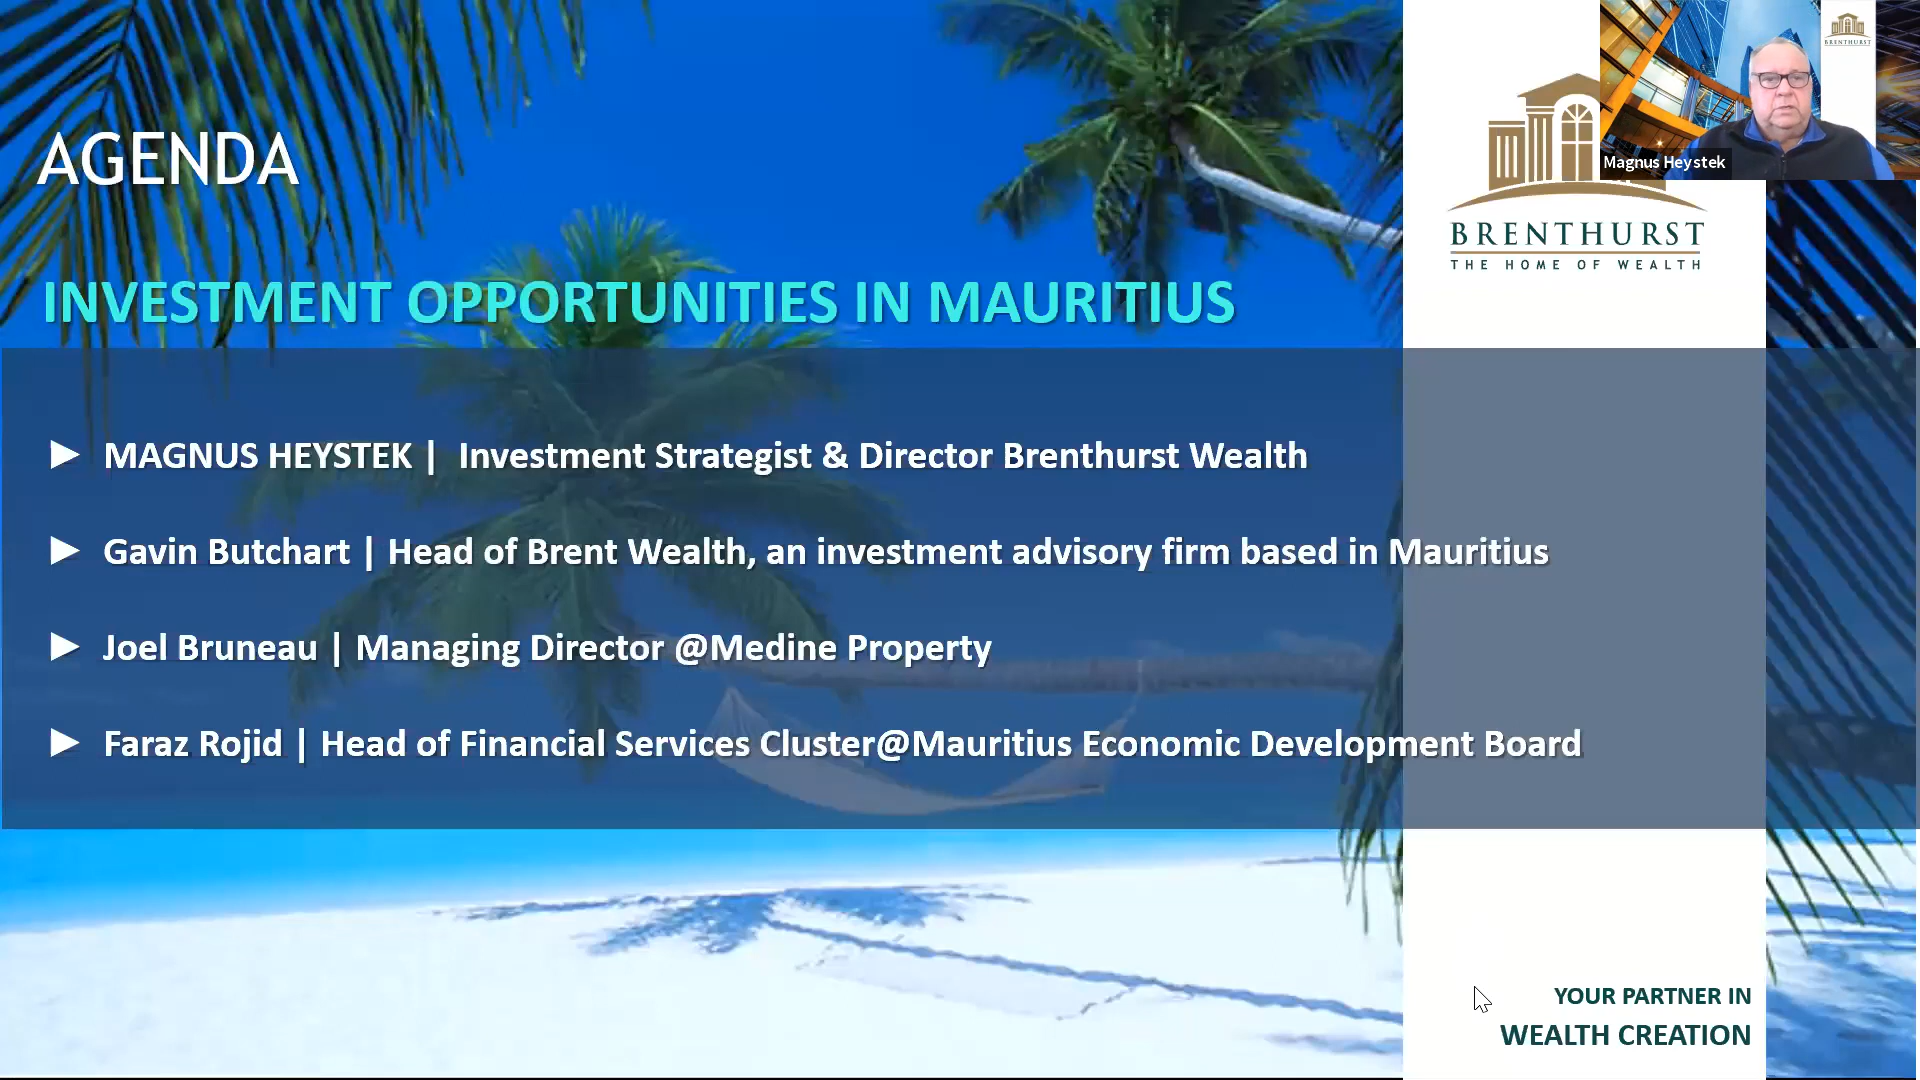 AGENDA
INVESTMENT OPPORTUNITIES IN MAURITIUS
► MAGNUS HEYSTEK | Investment Strategist & Director Brenthurst Wealth
► Gavin Butchart | Head of Brent Wealth, an investment advisory firm based in Mauritius
► Joel Bruneau | Managing Director @Medine Property
► Faraz Rojid | Head of Financial Services Cluster@Mauritius Economic Development Board
BRENTHURST
Magnus Heystek
BRENTHURST
THE HOME OF WEALTH
YOUR PARTNER IN
WEALTH CREATION